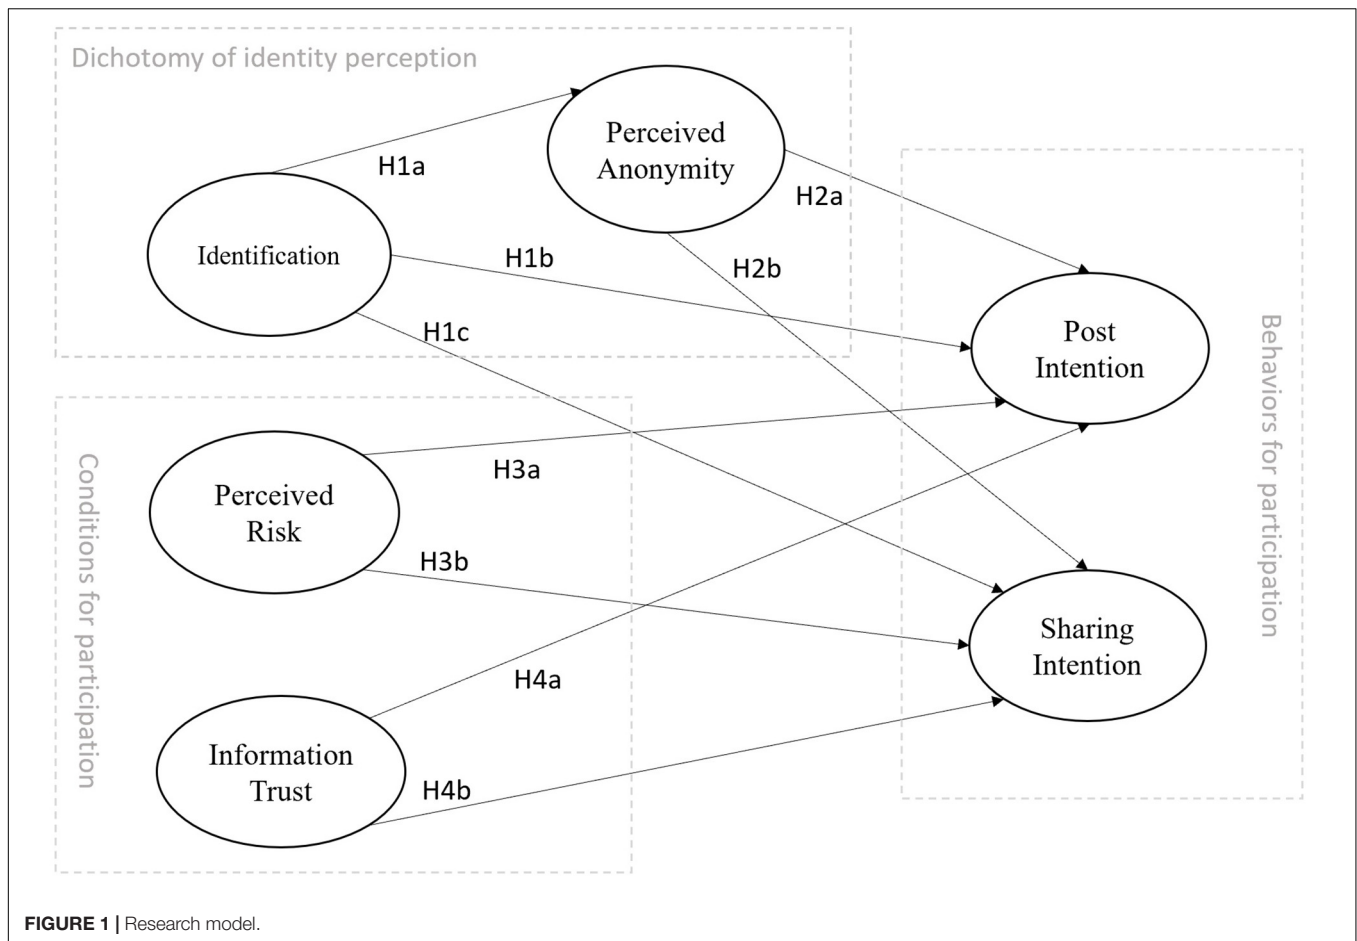 Dichotomy of identity perception
Perceived
Anonymity
H1a
H2a
Identification
H1b
H2b
H1c
Post
Intention
Behaviors for participation
Conditions for participation
Perceived
Risk
H3a
H3b
Sharing
Intention
H4a
Information
Trust
H4b
FIGURE 1 | Research model.